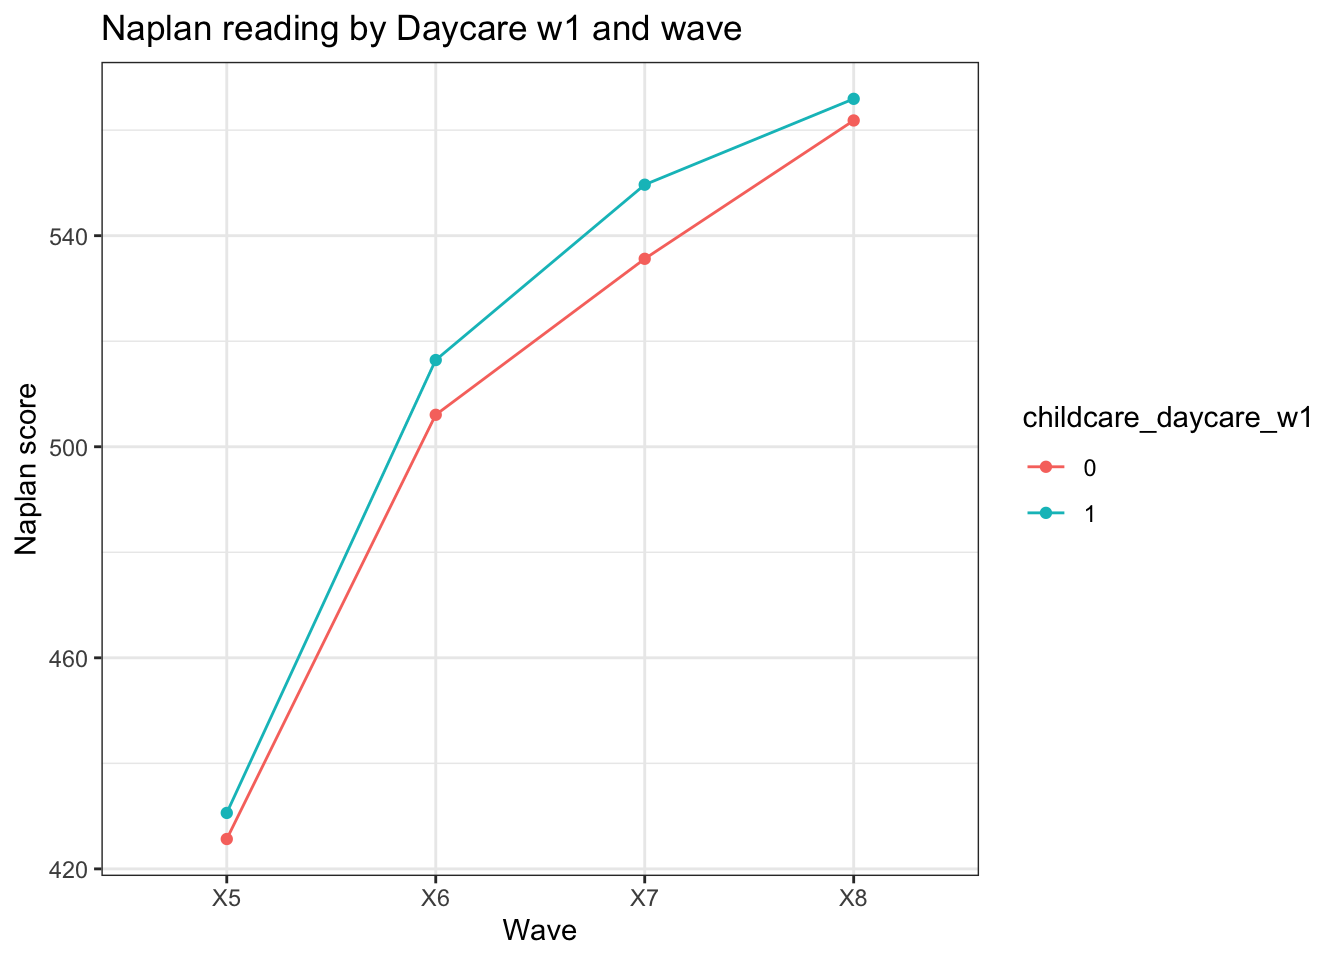 Naplan reading by Daycare w1 and wave
Naplan score
540
500
460
420
X5 X6 X7 X8
Wave
childcare_daycare_w1
0
1